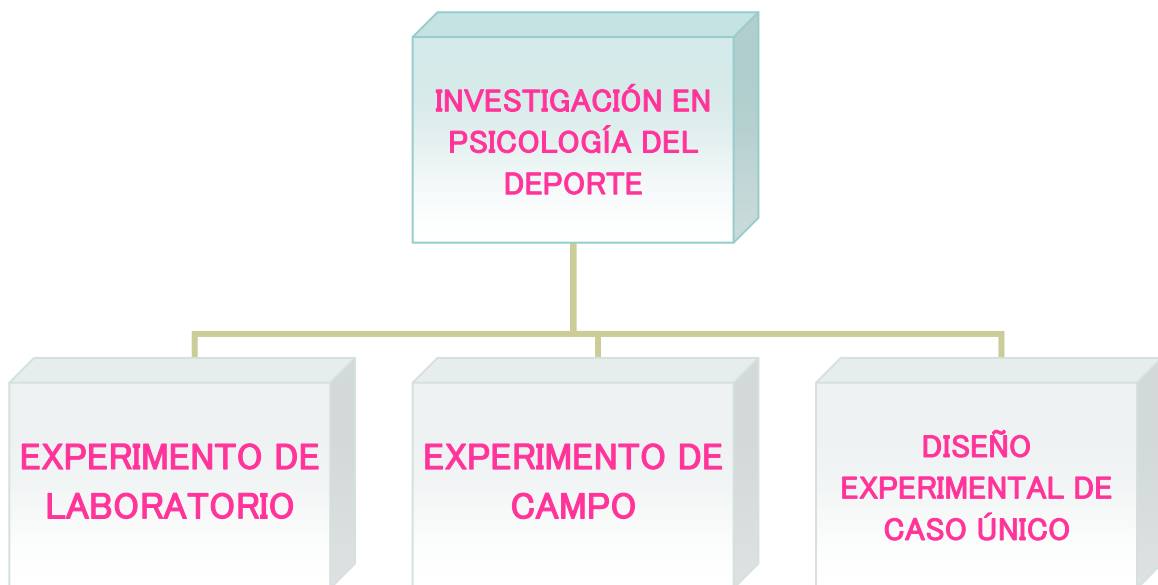 INVESTIGACIÓN EN
PSICOLOGÍA DEL
DEPORTE
EXPERIMENTO DE
LABORATORIO
EXPERIMENTO DE
CAMPO
DISEÑO
EXPERIMENTAL DE
CASO ÚNICO